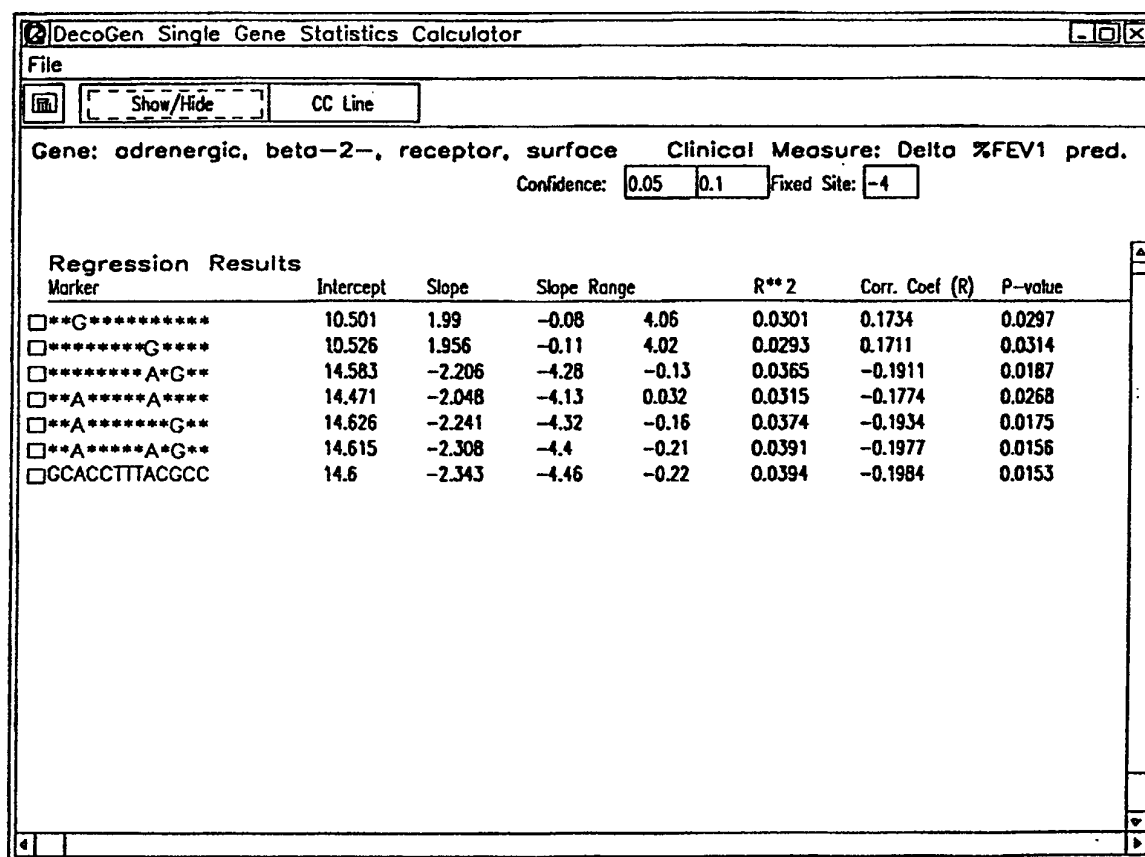 DecoGen Single Gene Statistics Calculator
File
Show/Hide CC Line
Gene: adrenergic, beta-2-, receptor, surface Clinical Measure: Delta %FEV1 pred.
Confidence: 0.05 0.1 Fixed Site: -4
Regression Results
Marker Intercept Slope Slope Range R**2 Corr. Coef (R) P-value
**G********** 10.501 1.99 -0.08 4.06 0.0301 0.1734 0.0297
********G**** 10.526 1.956 -0.11 4.02 0.0293 0.1711 0.0314
********A*G** 14.583 -2.206 -4.28 -0.13 0.0365 -0.1911 0.0187
**A*****A**** 14.471 -2.048 -4.13 0.032 0.0315 -0.1774 0.0268
**A*******G** 14.626 -2.241 -4.32 -0.16 0.0374 -0.1934 0.0175
**A*****A*G** 14.615 -2.308 -4.4 -0.21 0.0391 -0.1977 0.0156
GCACCTTTACGCC 14.6 -2.343 -4.46 -0.22 0.0394 -0.1984 0.0153